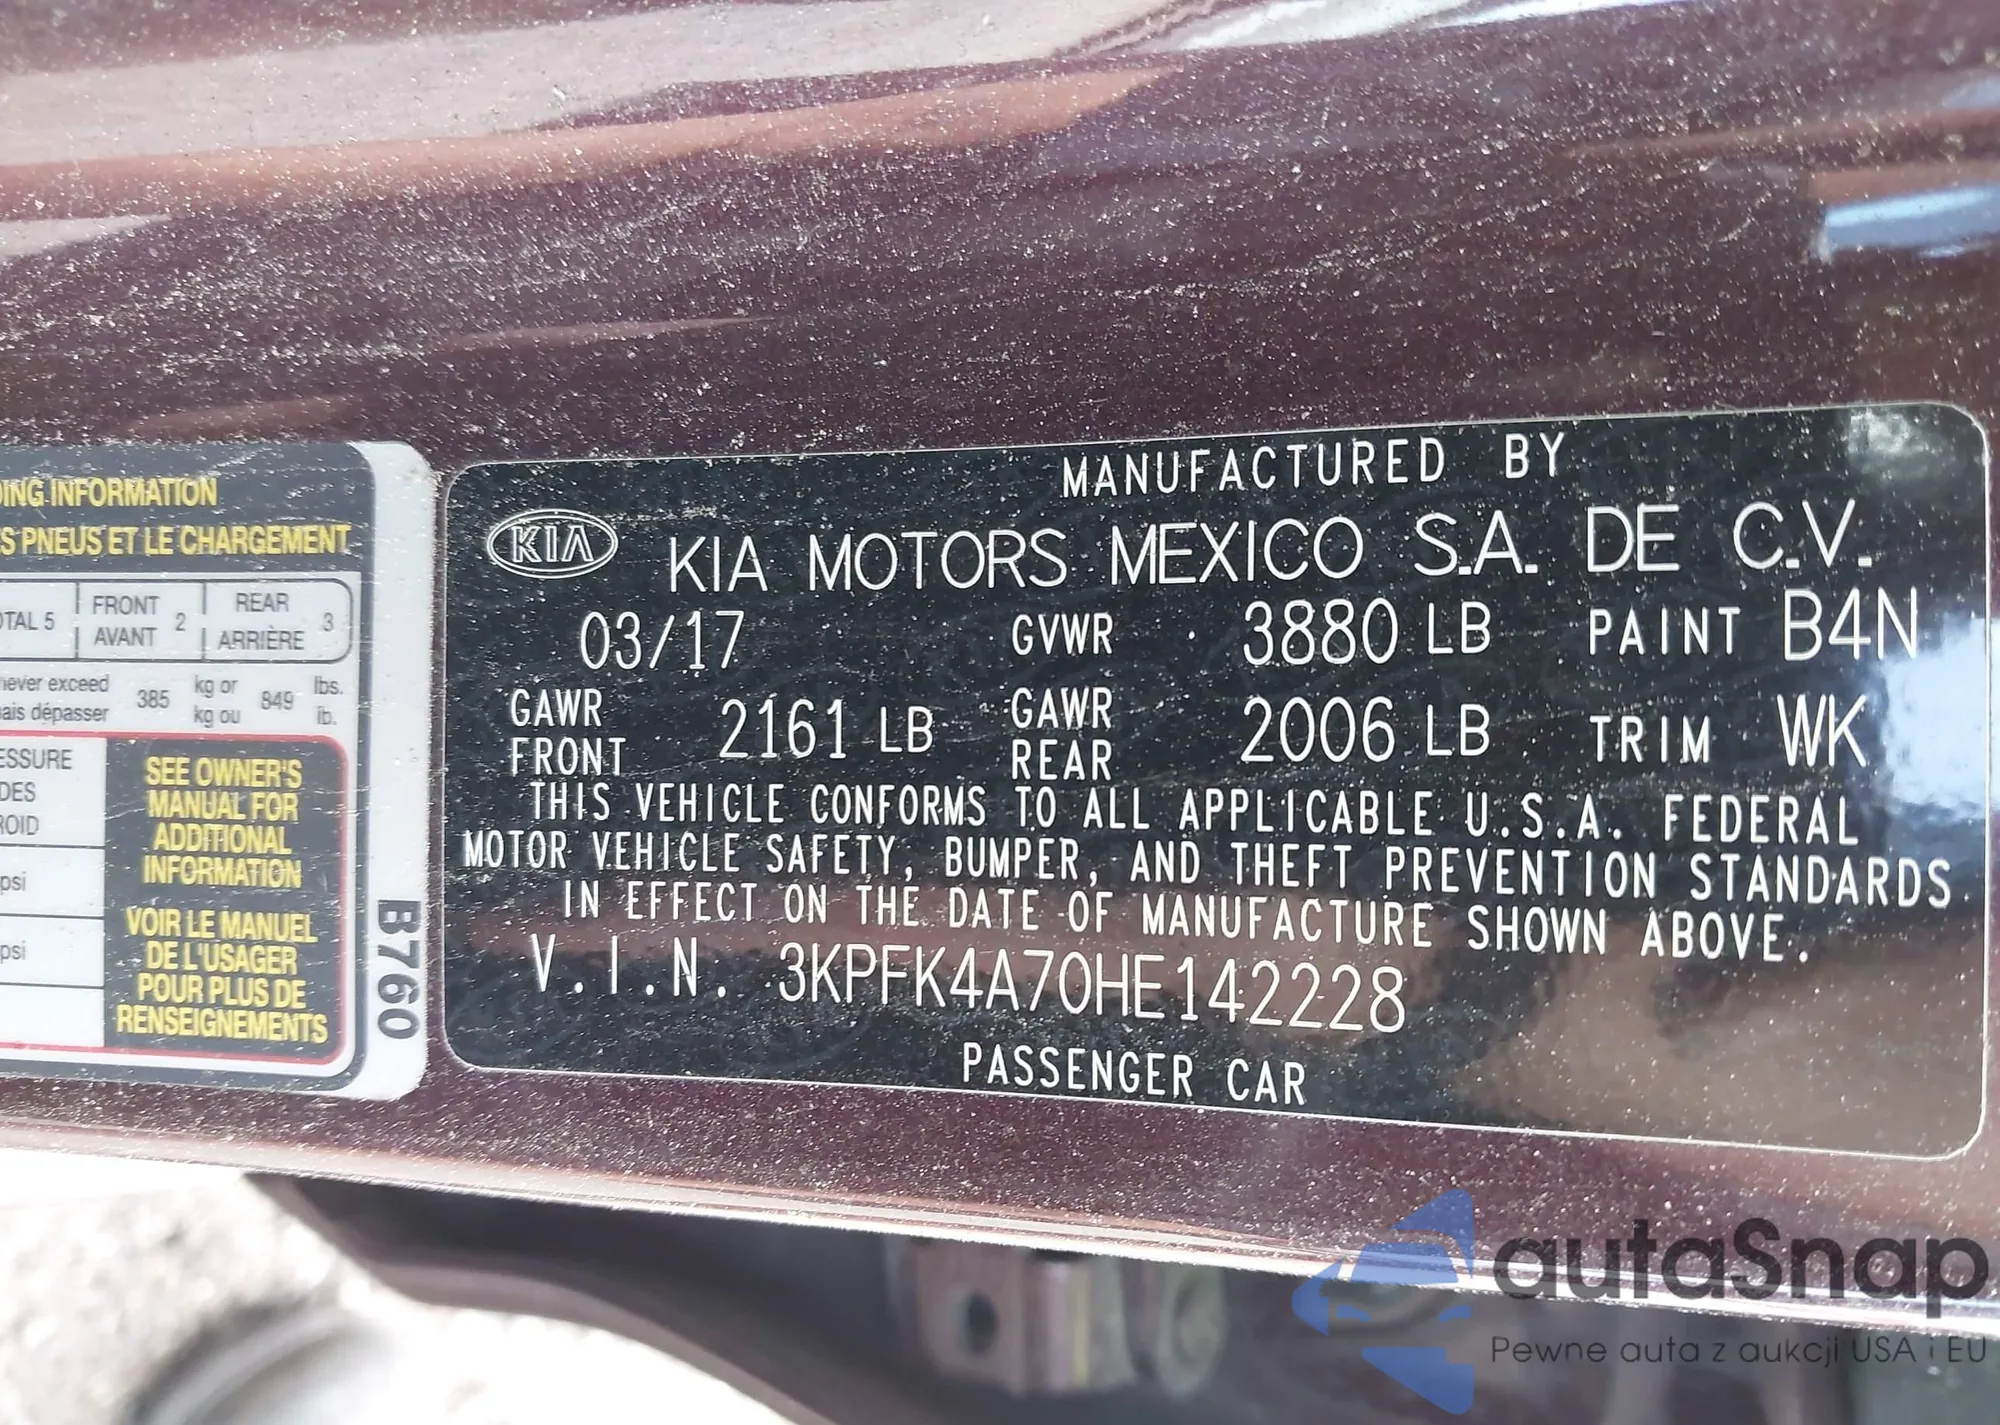 ING INFORMATION
S PNEUS ET LE CHARGEMENT
TAL 5 FRONT AVANT 2 REAR ARRIÈRE 3
never exceed 385 kg or 849 lbs.
ais dépasser kg ou lb.
ESSURE
DES
ROID
psi
psi
SEE OWNER'S
MANUAL FOR
ADDITIONAL
INFORMATION
VOIR LE MANUEL
DE L'USAGER
POUR PLUS DE
RENSEIGNEMENTS
B760
MANUFACTURED BY
KIA KIA MOTORS MEXICO S.A. DE C.V.
03/17 GVWR 3880 LB PAINT B4N
GAWR FRONT 2161 LB GAWR REAR 2006 LB TRIM WK
THIS VEHICLE CONFORMS TO ALL APPLICABLE U.S.A. FEDERAL
MOTOR VEHICLE SAFETY, BUMPER, AND THEFT PREVENTION STANDARDS
IN EFFECT ON THE DATE OF MANUFACTURE SHOWN ABOVE.
V.I.N. 3KPFK4A70HE142228
PASSENGER CAR
autaSnap
Pewne auta z aukcji USA i EU